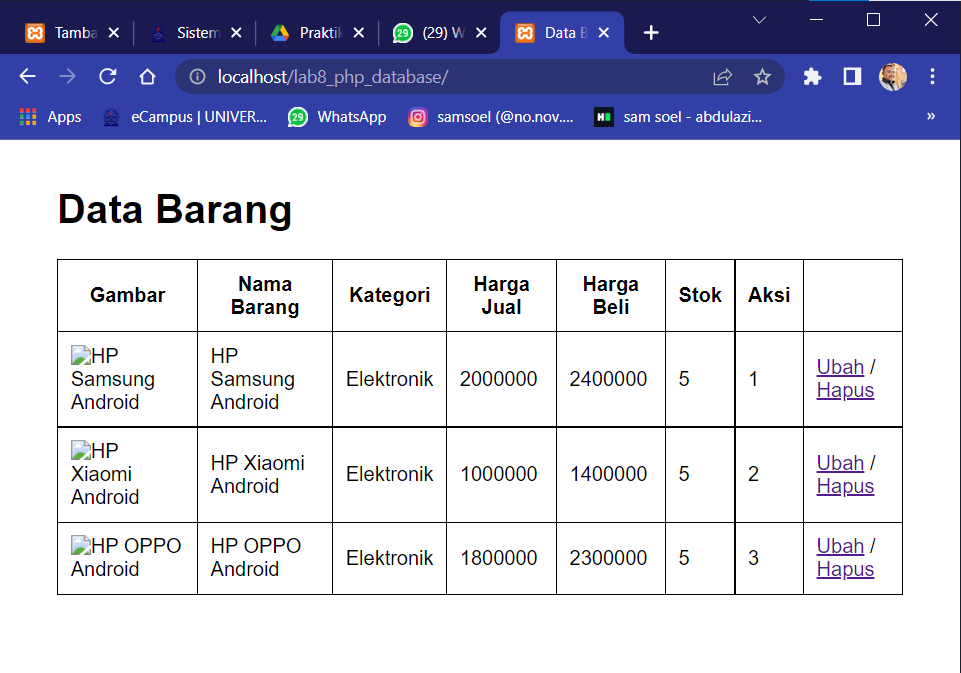 Tamba
Sistem
Praktik
29 (29) W
Data B
localhost/lab8_php_database/
Apps
eCampus | UNIVER...
29 WhatsApp
samsoel (@no.nov....
sam soel - abdulazi...
»
Data Barang
Gambar
Nama
Barang
Kategori
Harga
Jual
Harga
Beli
Stok
Aksi
HP
Samsung
Android
HP
Samsung
Android
Elektronik
2000000
2400000
5
1
Ubah /
Hapus
HP
Xiaomi
Android
HP Xiaomi
Android
Elektronik
1000000
1400000
5
2
Ubah /
Hapus
HP OPPO
Android
HP OPPO
Android
Elektronik
1800000
2300000
5
3
Ubah /
Hapus